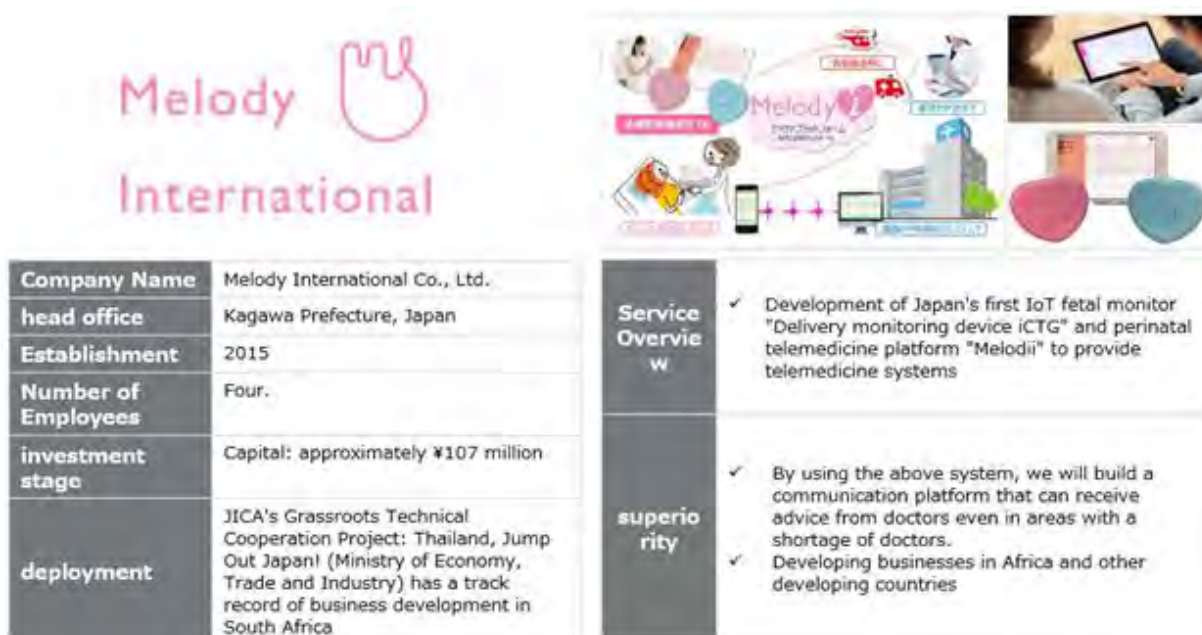 Melody
International
Melody
Company Name
Melody International Co., Ltd.
head office
Kagawa Prefecture, Japan
Establishment
2015
Number of
Employees
Four.
investment
stage
Capital: approximately ¥107 million
deployment
JICA's Grassroots Technical
Cooperation Project: Thailand, Jump
Out Japan! (Ministry of Economy,
Trade and Industry) has a track
record of business development in
South Africa
Service
Overvie
w
✓ Development of Japan's first IoT fetal monitor
"Delivery monitoring device iCTG" and perinatal
telemedicine platform "Melodii" to provide
telemedicine systems
superio
rity
✓ By using the above system, we will build a
communication platform that can receive
advice from doctors even in areas with a
shortage of doctors.
✓ Developing businesses in Africa and other
developing countries